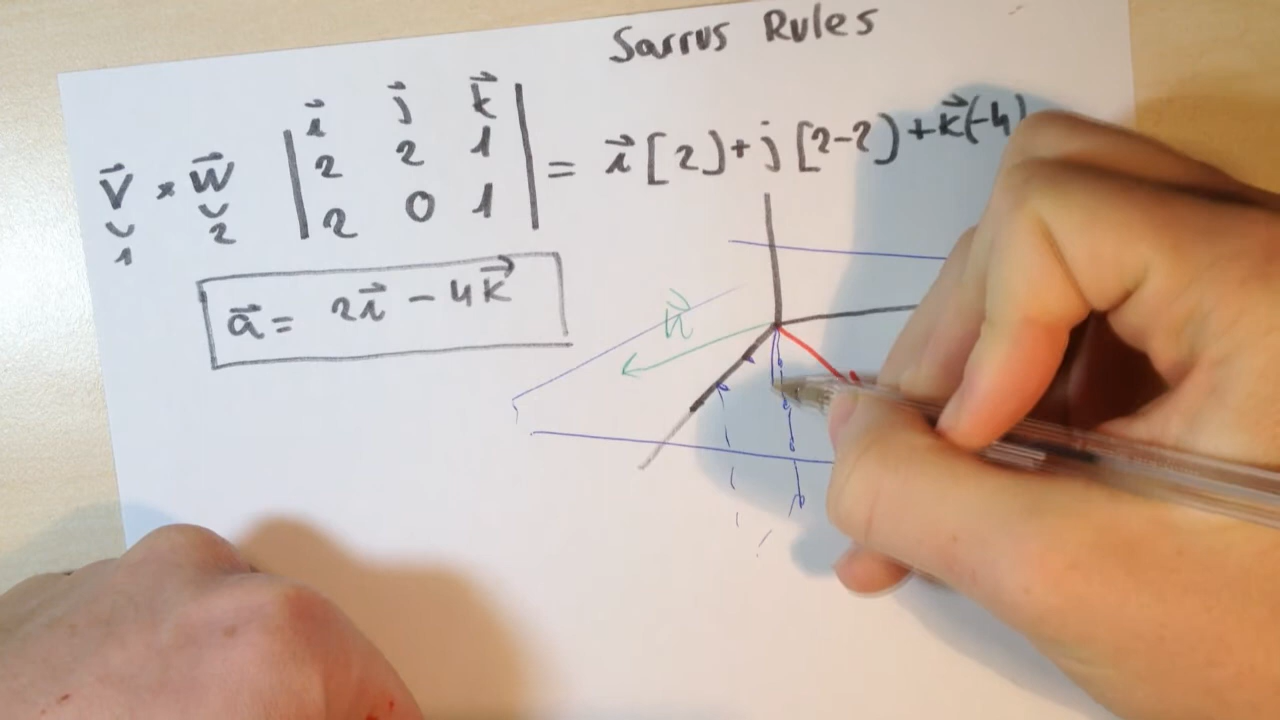 Sarrus Rules
i⃗ j⃗ k⃗
V⃗ × W⃗ | 2 2 1 | = i⃗ [2) + j [2-2) + k⃗(-4)
1 2 2 0 1
a⃗ = 2i⃗ - 4k⃗
n⃗